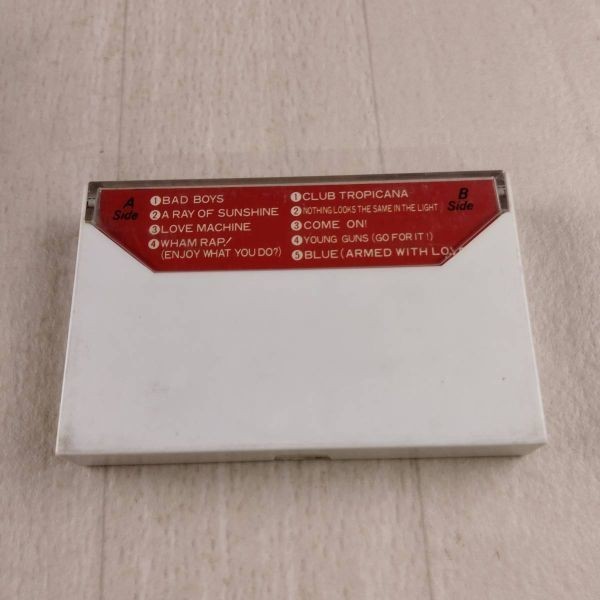 A Side
① BAD BOYS
② A RAY OF SUNSHINE
③ LOVE MACHINE
④ WHAM RAP!
(ENJOY WHAT YOU DO?)
B Side
① CLUB TROPICANA
② NOTHING LOOKS THE SAME IN THE LIGHT
③ COME ON!
④ YOUNG GUNS (GO FOR IT!)
⑤ BLUE (ARMED WITH LOV